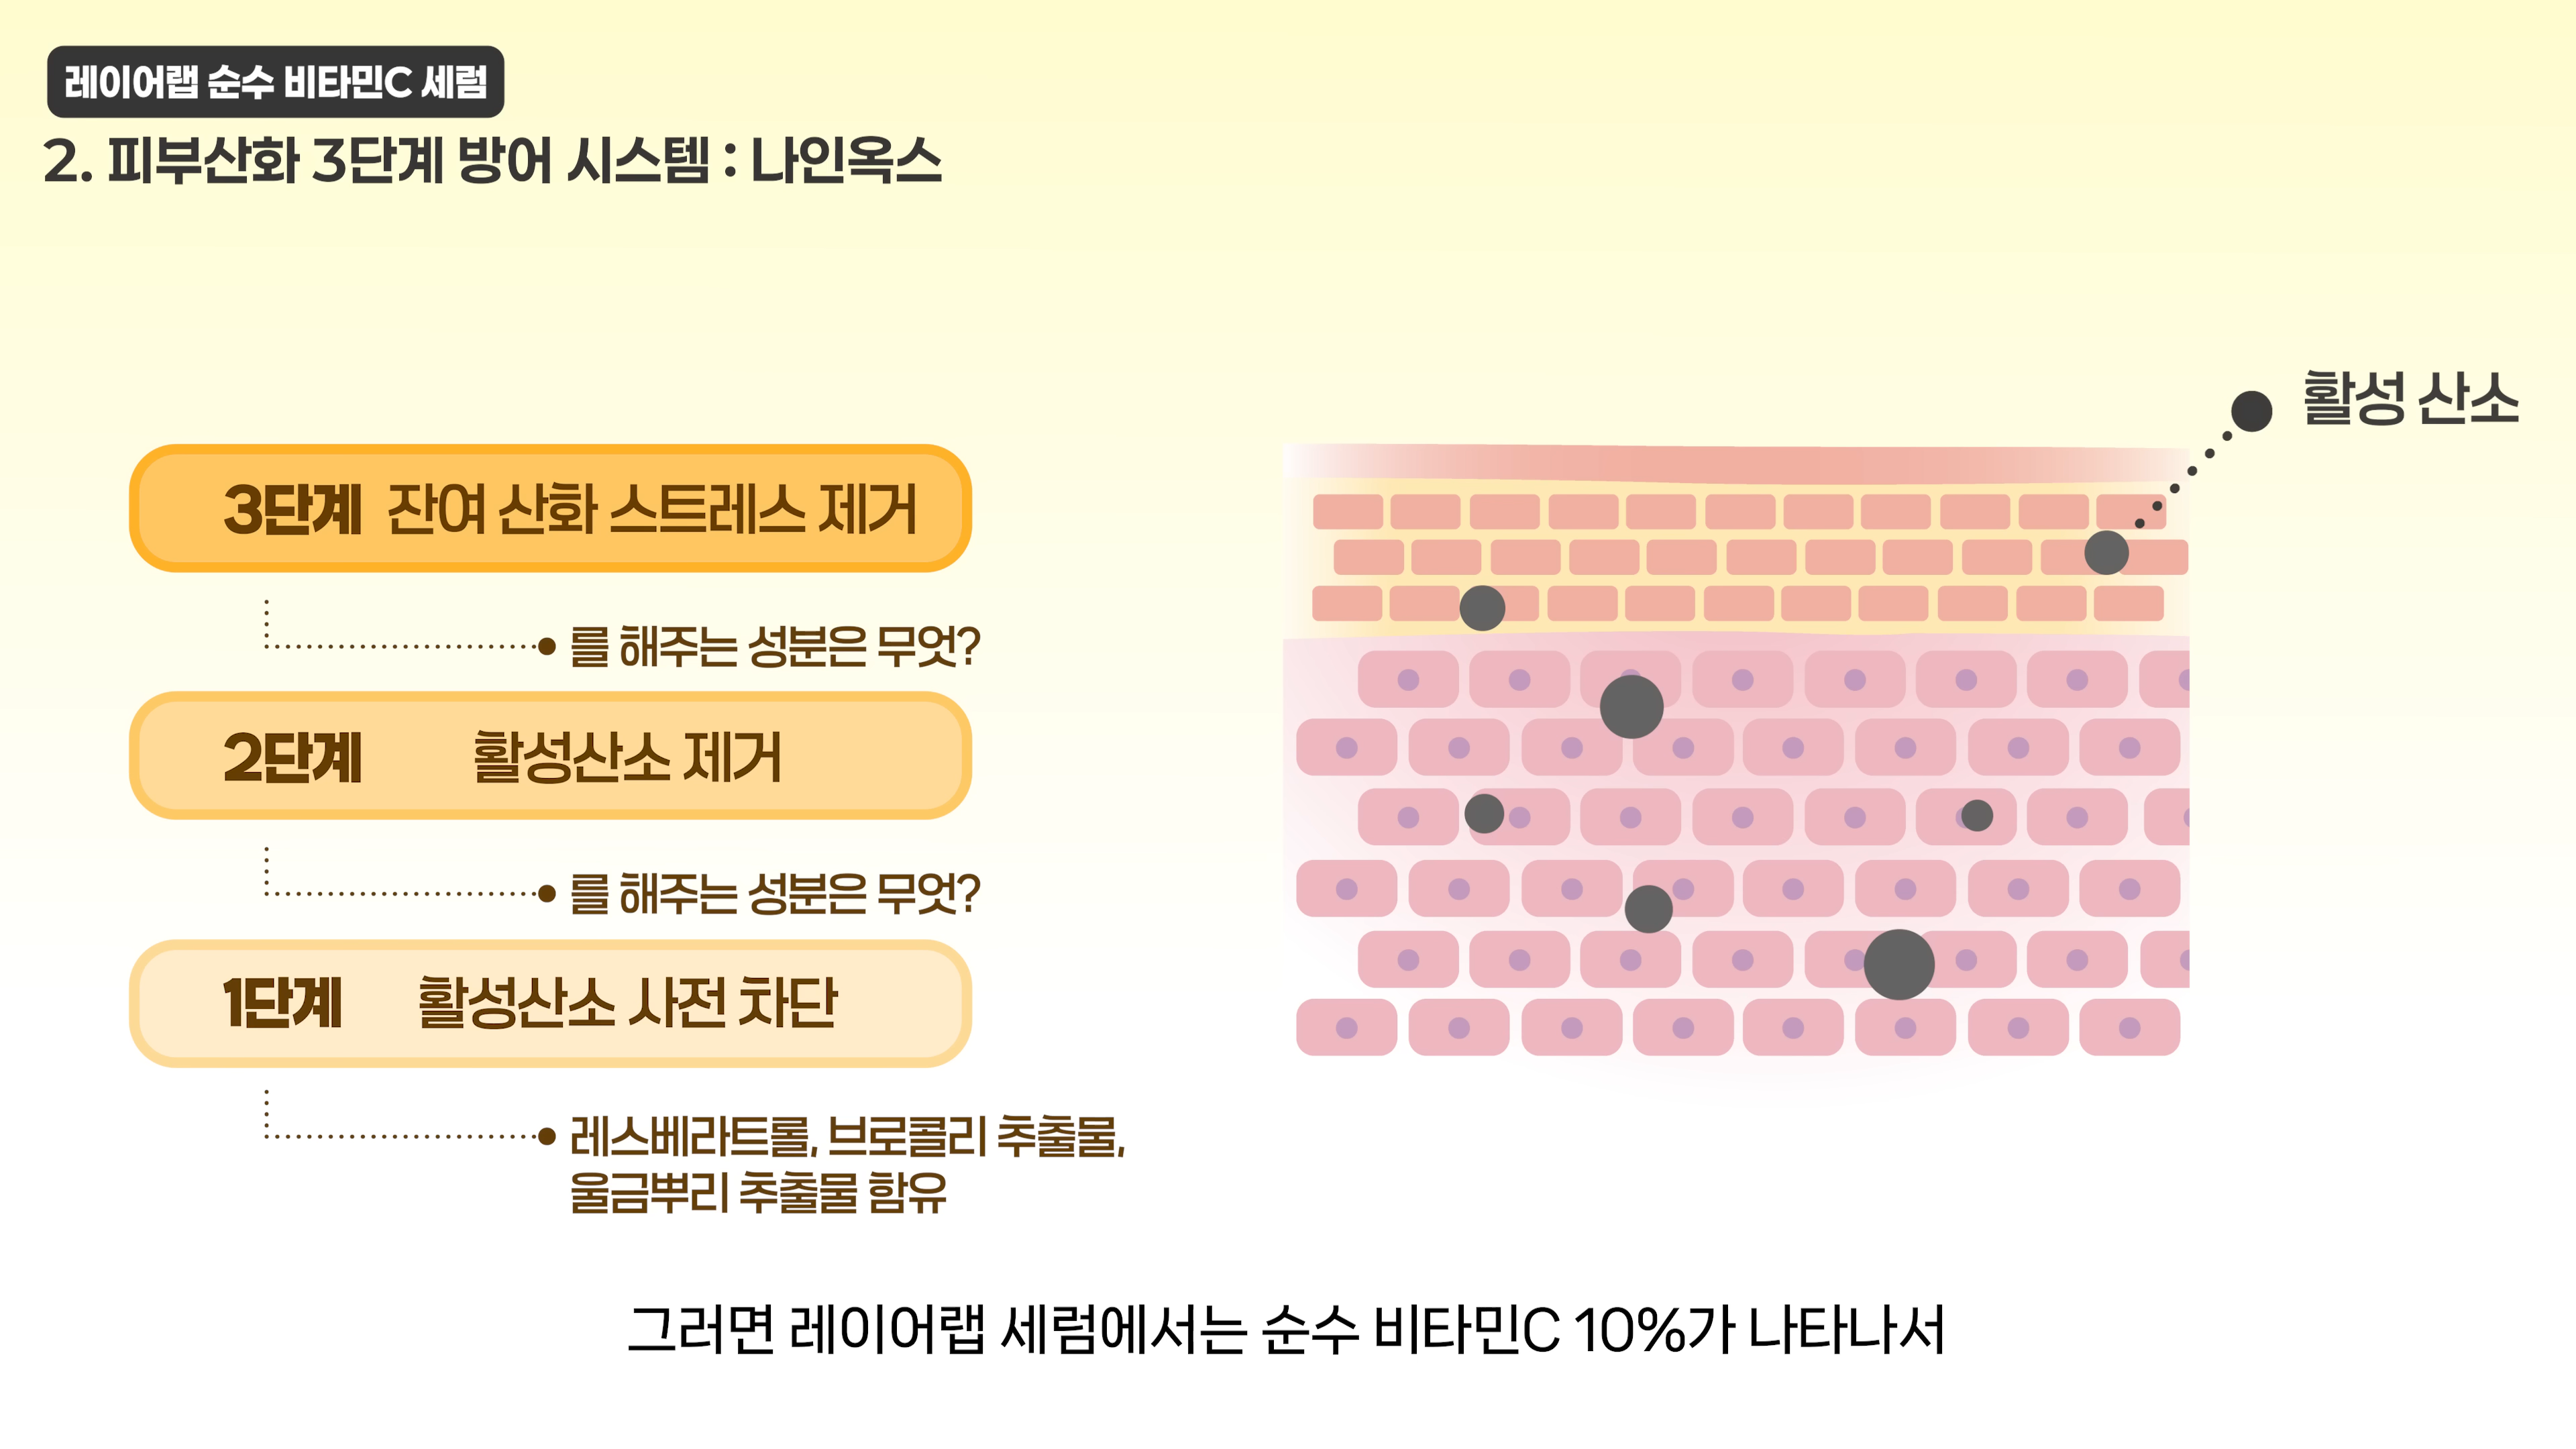 레이어랩 순수 비타민C 세럼
2. 피부산화 3단계 방어 시스템 : 나인옥스
활성 산소
3단계 잔여 산화 스트레스 제거
를 해주는 성분은 무엇?
2단계 활성산소 제거
를 해주는 성분은 무엇?
1단계 활성산소 사전 차단
레스베라트롤, 브로콜리 추출물,
울금뿌리 추출물 함유
그러면 레이어랩 세럼에서는 순수 비타민C 10%가 나타나서